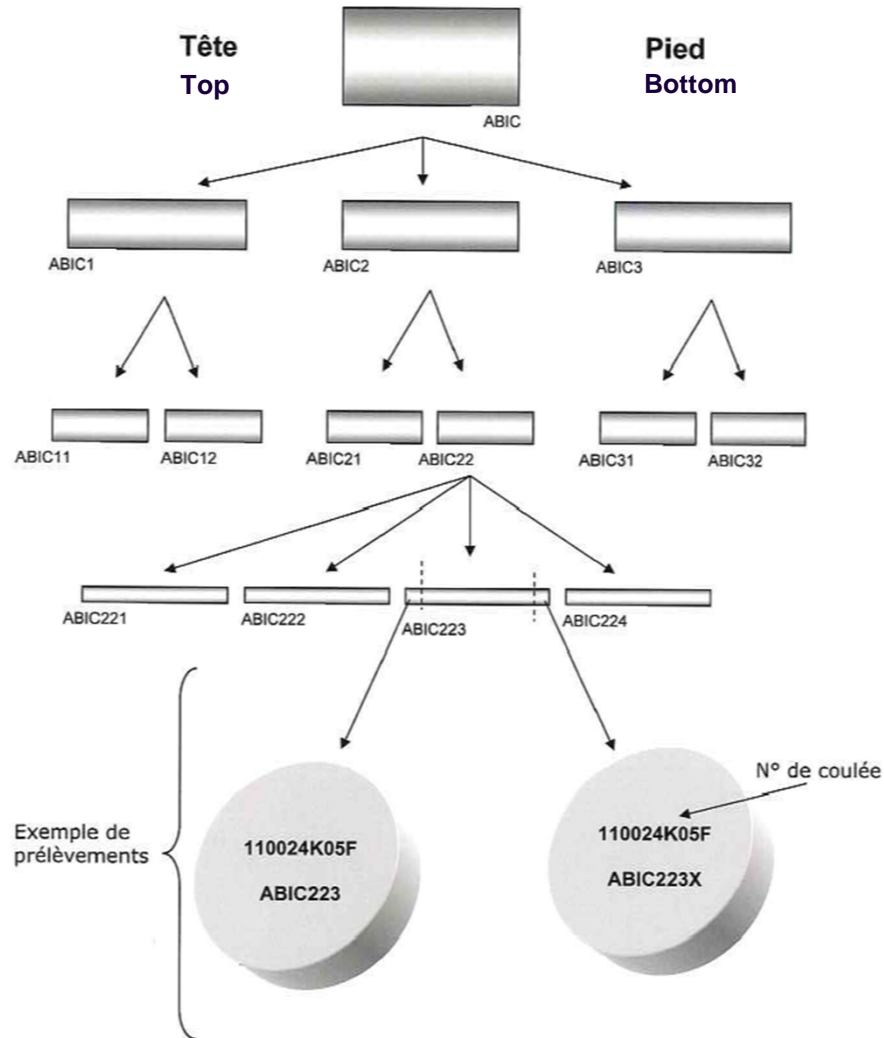 Tête
Top
Pied
Bottom
ABIC
ABIC1
ABIC2
ABIC3
ABIC11
ABIC12
ABIC21
ABIC22
ABIC31
ABIC32
ABIC221
ABIC222
ABIC223
ABIC224
N° de coulée
Exemple de
prélèvements
110024K05F
ABIC223
110024K05F
ABIC223X